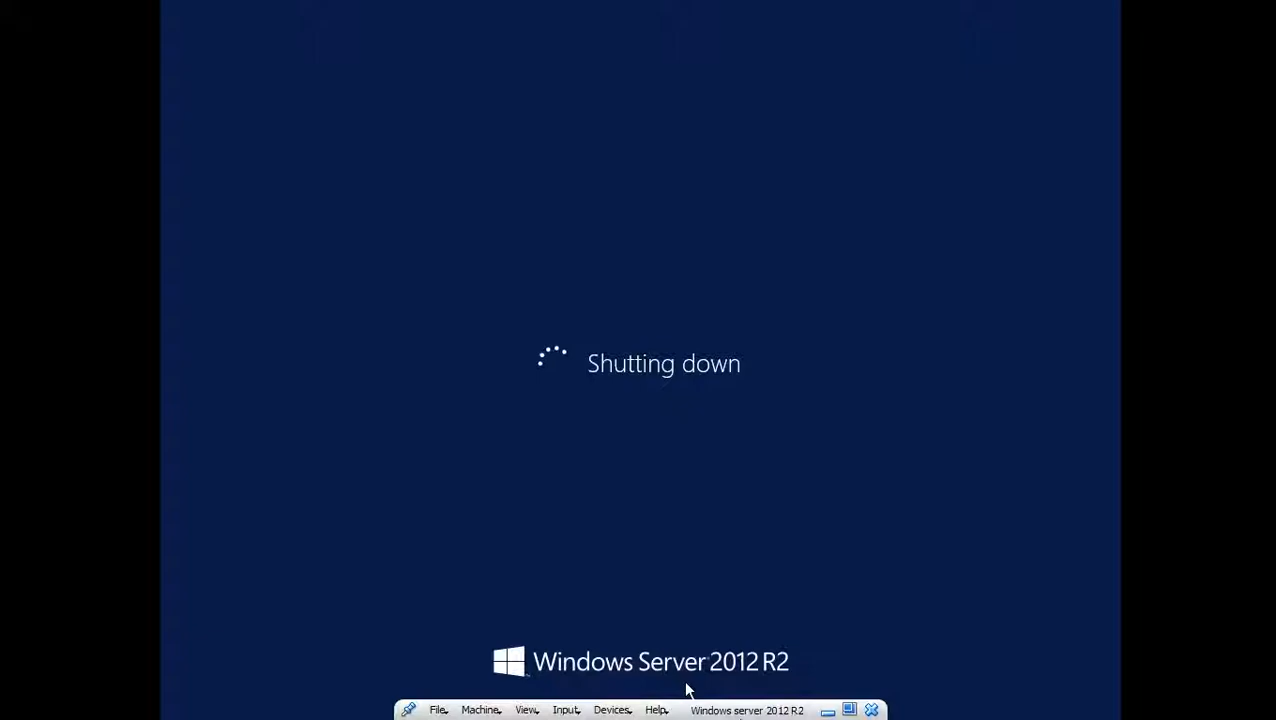 Shutting down
Windows Server 2012 R2
File Machine View Input Devices Help Windows server 2012 R2